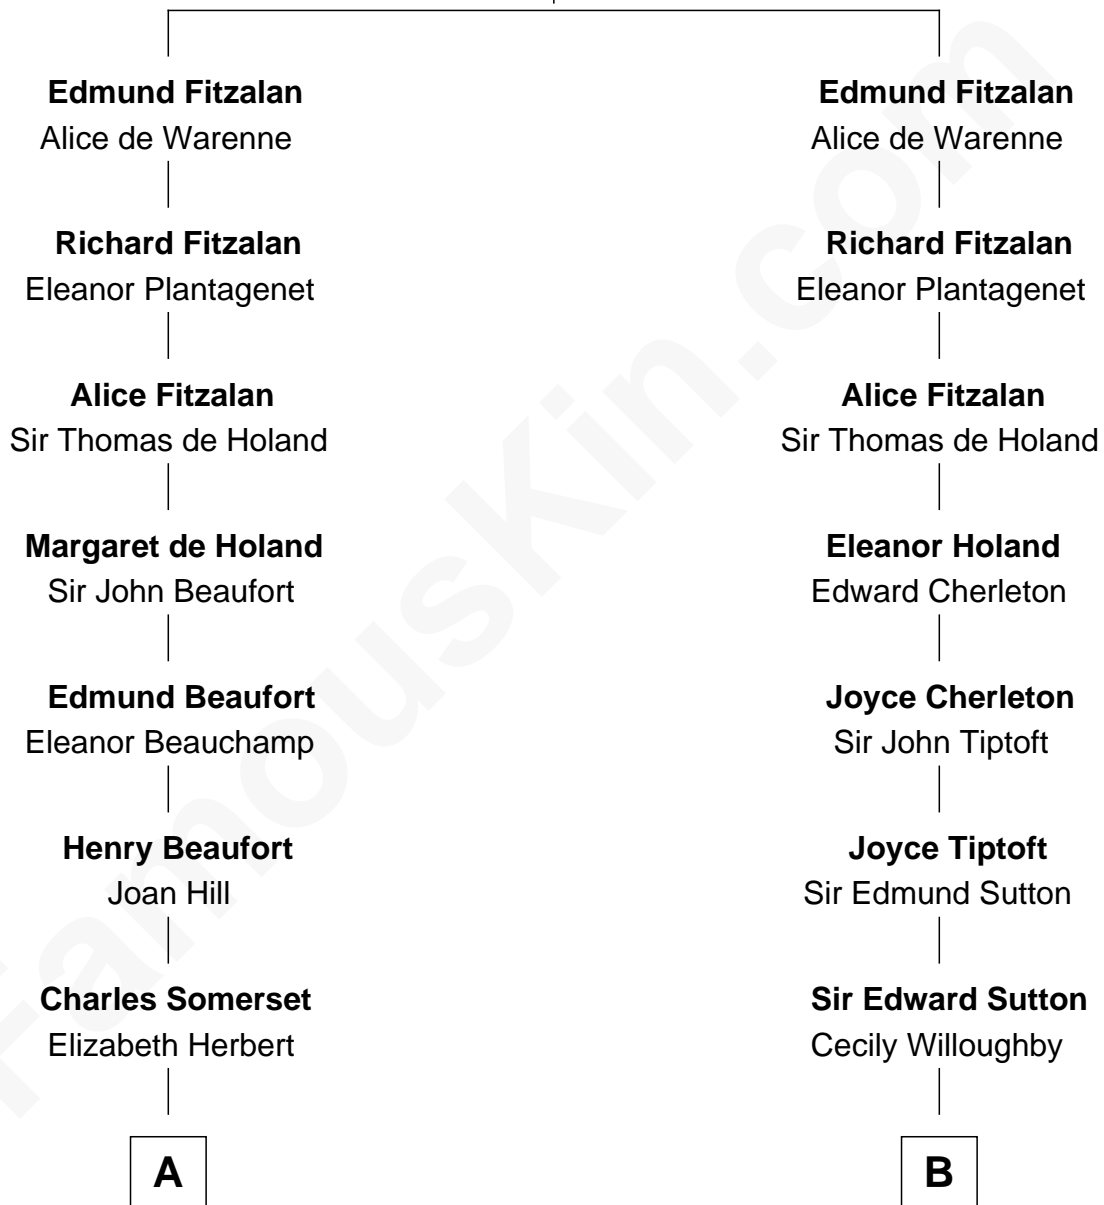 Edmund Fitzalan
Alice de Warenne
Richard Fitzalan
Eleanor Plantagenet
Alice Fitzalan
Sir Thomas de Holand
Margaret de Holand
Sir John Beaufort
Edmund Beaufort
Eleanor Beauchamp
Henry Beaufort
Joan Hill
Charles Somerset
Elizabeth Herbert
A
Edmund Fitzalan
Alice de Warenne
Richard Fitzalan
Eleanor Plantagenet
Alice Fitzalan
Sir Thomas de Holand
Eleanor Holand
Edward Cherleton
Joyce Cherleton
Sir John Tiptoft
Joyce Tiptoft
Sir Edmund Sutton
Sir Edward Sutton
Cecily Willoughby
B
FamousKin.com